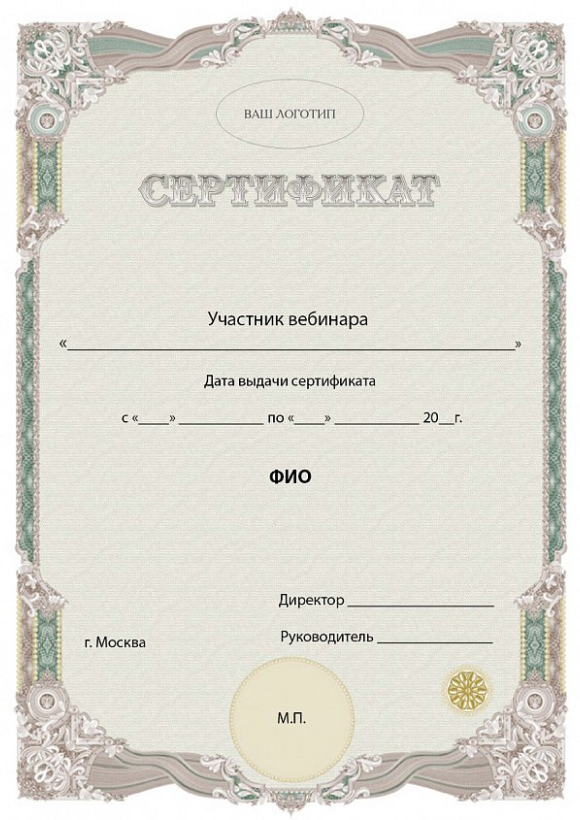 ВАШ ЛОГОТИП
СЕРТИФИКАТ
Участник вебинара
«______________________________________________________»
Дата выдачи сертификата
с «____» ___________ по «____» ___________ 20__г.
ФИО
Директор ___________________
Руководитель _______________
г. Москва
М.П.